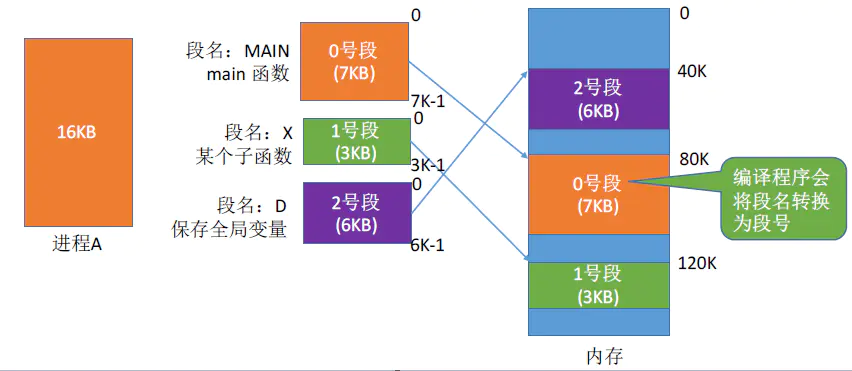 16KB
进程A
段名：MAIN
main 函数
0
0号段
(7KB)
7K-1
段名：X
某个子函数
0
1号段
(3KB)
3K-1
段名：D
保存全局变量
0
2号段
(6KB)
6K-1
0
40K
2号段
(6KB)
80K
0号段
(7KB)
120K
1号段
(3KB)
内存
编译程序会
将段名转换
为段号